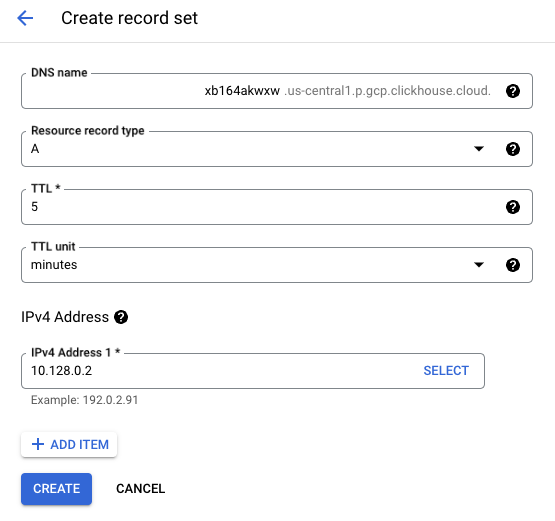 Create record set
DNS name
xb164akwxw .us-central1.p.gcp.clickhouse.cloud.
Resource record type
A
TTL *
5
TTL unit
minutes
IPv4 Address
IPv4 Address 1 *
10.128.0.2 SELECT
Example: 192.0.2.91
+ ADD ITEM
CREATE CANCEL